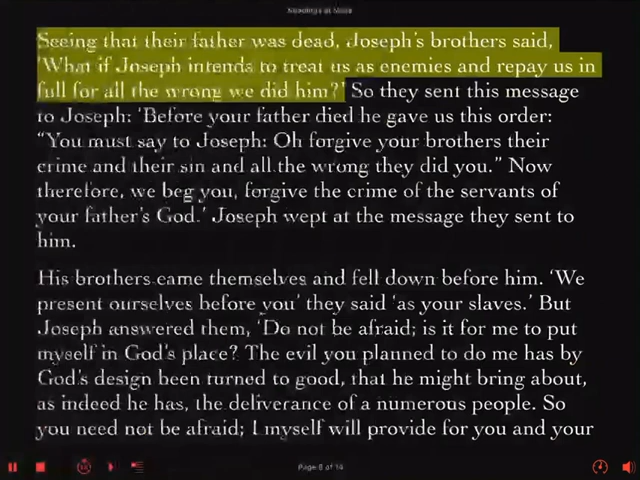 Readings at Mass
Seeing that their father was dead, Joseph's brothers said,
'What if Joseph intends to treat us as enemies and repay us in
full for all the wrong we did him?' So they sent this message
to Joseph: 'Before your father died he gave us this order:
“You must say to Joseph: Oh forgive your brothers their
crime and their sin and all the wrong they did you.” Now
therefore, we beg you, forgive the crime of the servants of
your father's God.' Joseph wept at the message they sent to
him.
His brothers came themselves and fell down before him. 'We
present ourselves before you' they said 'as your slaves.' But
Joseph answered them, 'Do not be afraid; is it for me to put
myself in God's place? The evil you planned to do me has by
God's design been turned to good, that he might bring about,
as indeed he has, the deliverance of a numerous people. So
you need not be afraid; I myself will provide for you and your
Page 8 of 14